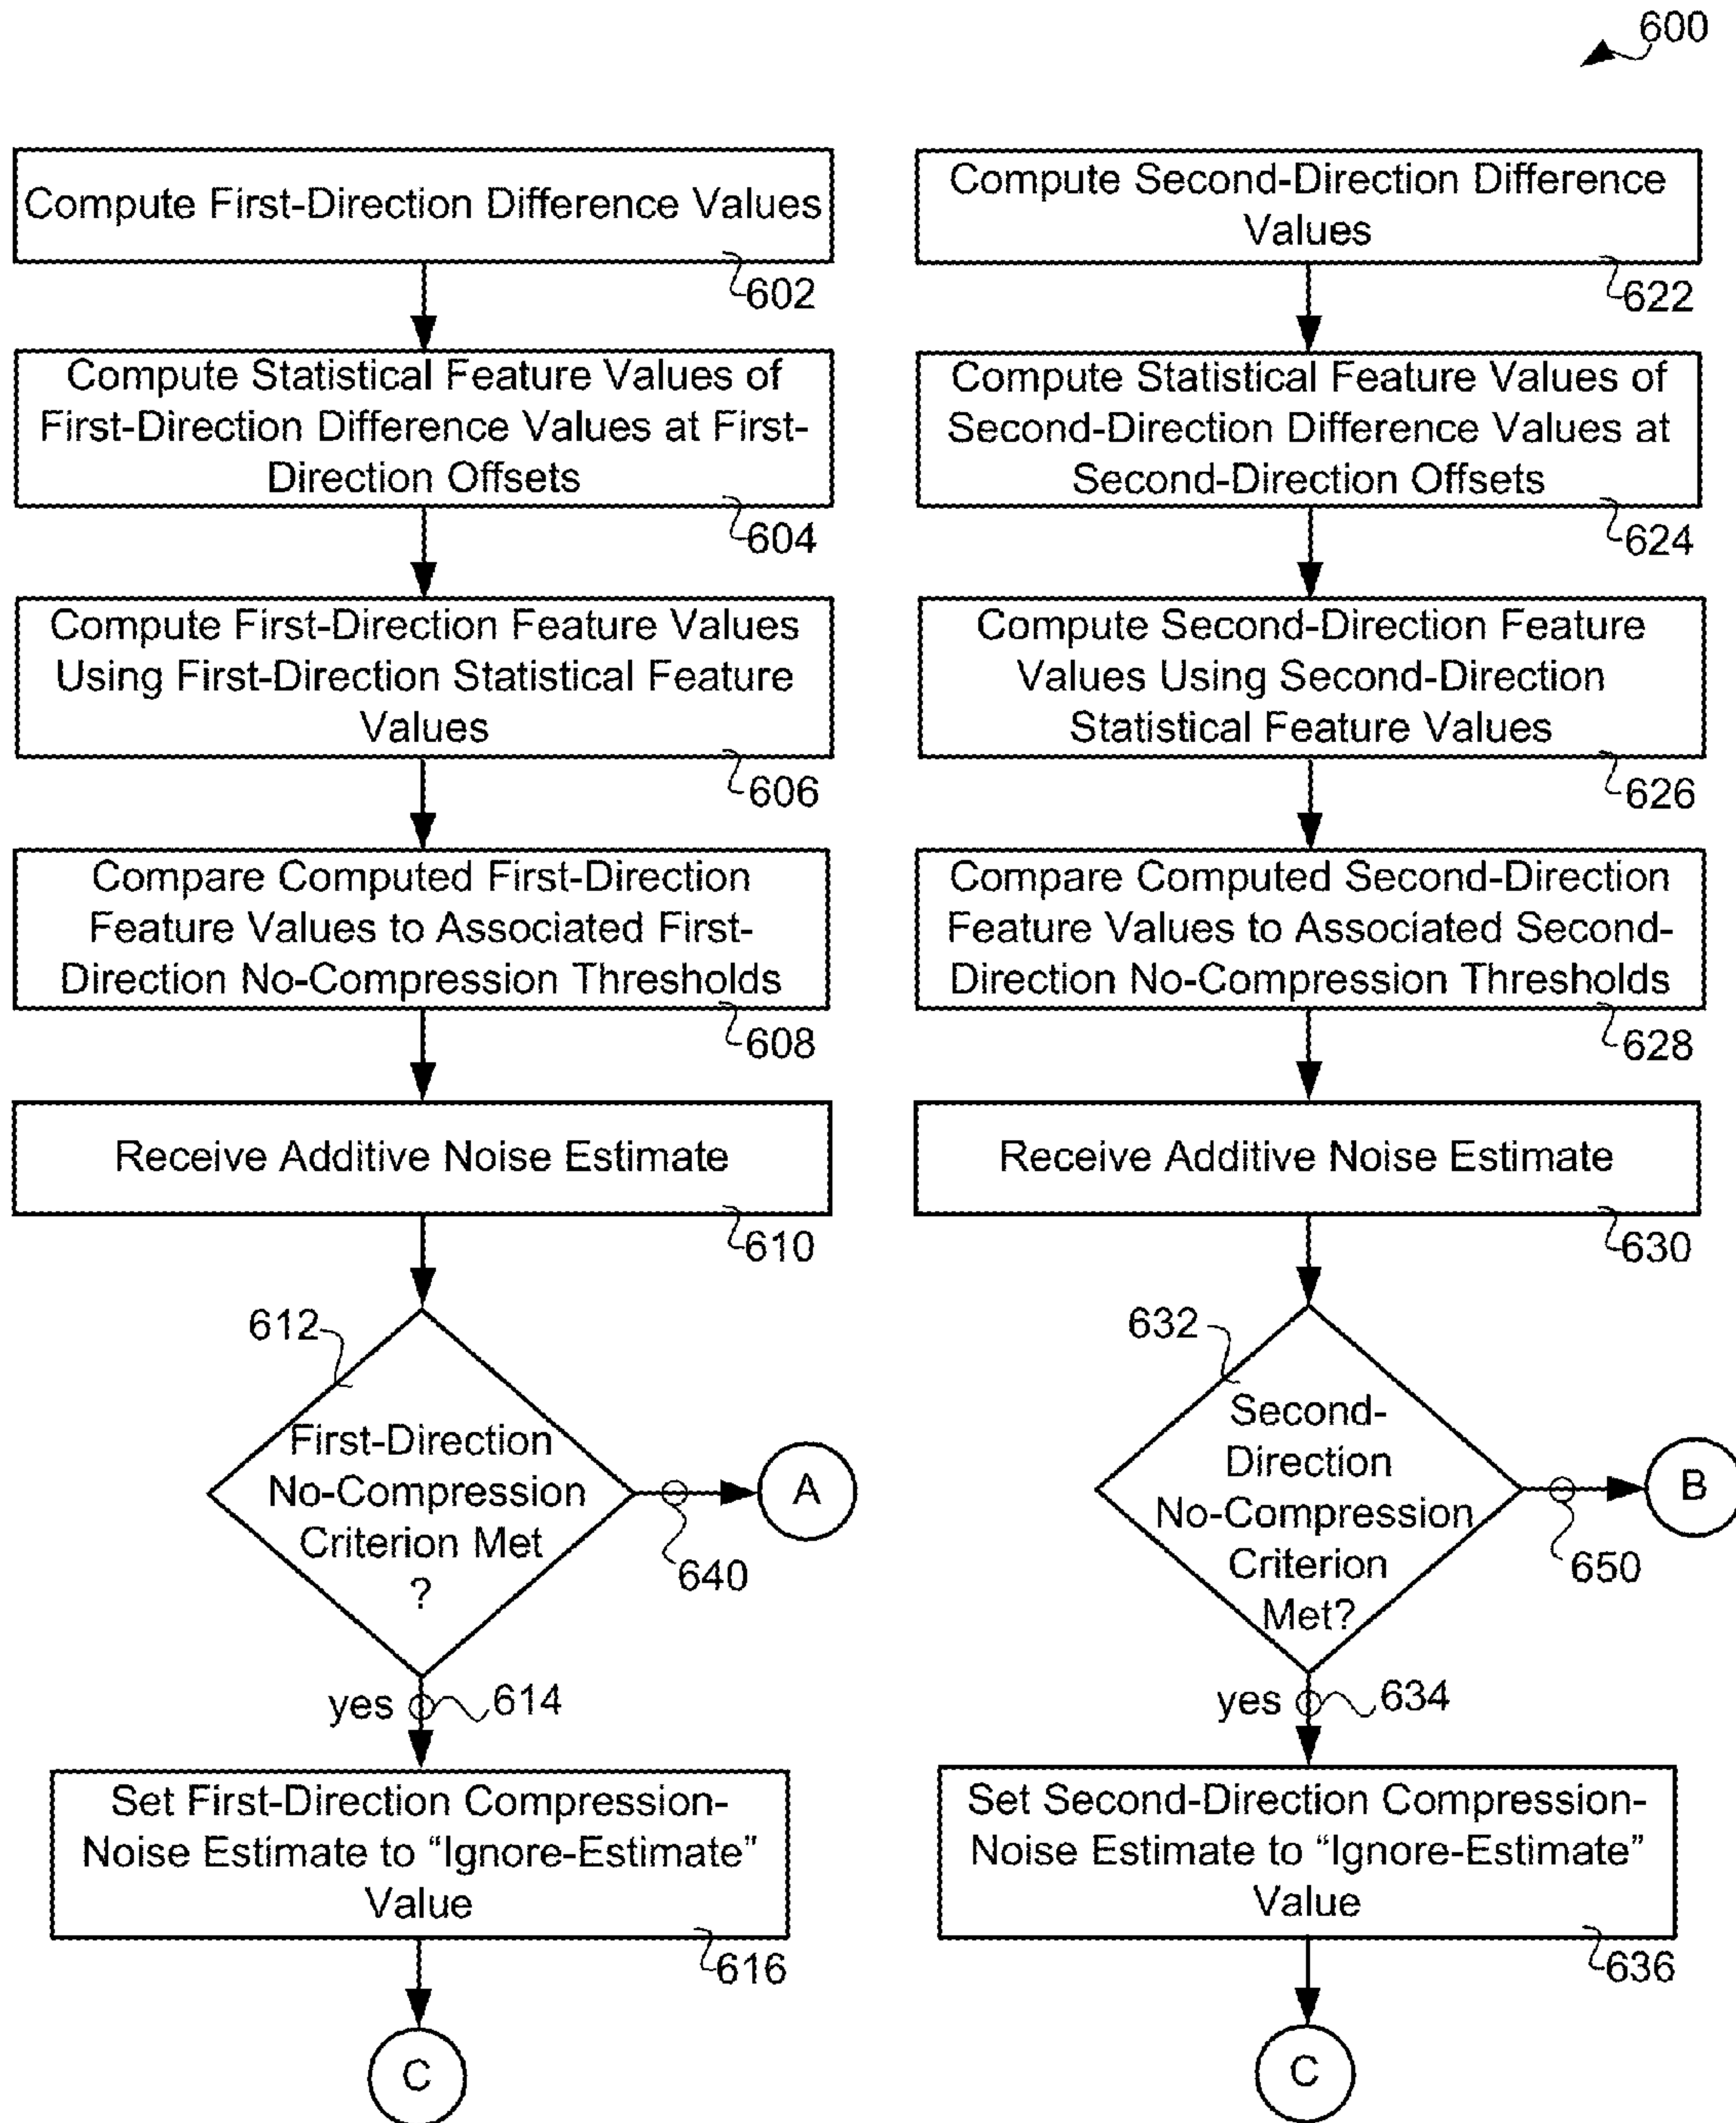 600
Compute First-Direction Difference Values
602
Compute Statistical Feature Values of
First-Direction Difference Values at First-
Direction Offsets
604
Compute First-Direction Feature Values
Using First-Direction Statistical Feature
Values
606
Compare Computed First-Direction
Feature Values to Associated First-
Direction No-Compression Thresholds
608
Receive Additive Noise Estimate
610
612
First-Direction
No-Compression
Criterion Met
?
640
A
yes
614
Set First-Direction Compression-
Noise Estimate to “Ignore-Estimate”
Value
616
C
Compute Second-Direction Difference
Values
622
Compute Statistical Feature Values of
Second-Direction Difference Values at
Second-Direction Offsets
624
Compute Second-Direction Feature
Values Using Second-Direction
Statistical Feature Values
626
Compare Computed Second-Direction
Feature Values to Associated Second-
Direction No-Compression Thresholds
628
Receive Additive Noise Estimate
630
632
Second-
Direction
No-Compression
Criterion
Met?
650
B
yes
634
Set Second-Direction Compression-
Noise Estimate to “Ignore-Estimate”
Value
636
C